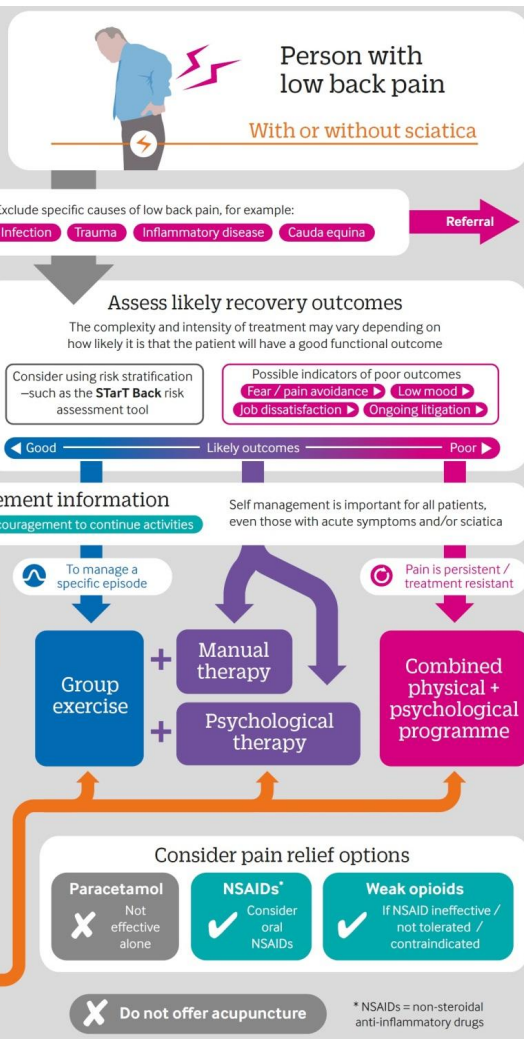 Person with
low back pain
With or without sciatica
Exclude specific causes of low back pain, for example:
Infection Trauma Inflammatory disease Cauda equina
Referral
Assess likely recovery outcomes
The complexity and intensity of treatment may vary depending on
how likely it is that the patient will have a good functional outcome
Consider using risk stratification
–such as the STarT Back risk
assessment tool
Possible indicators of poor outcomes
Fear / pain avoidance Low mood
Job dissatisfaction Ongoing litigation
Good Likely outcomes Poor
ement information
couragement to continue activities
Self management is important for all patients,
even those with acute symptoms and/or sciatica
To manage a
specific episode
Pain is persistent /
treatment resistant
Group
exercise
+
Manual
therapy
+
Psychological
therapy
Combined
physical +
psychological
programme
Consider pain relief options
Paracetamol
Not
effective
alone
NSAIDs*
Consider
oral
NSAIDs
Weak opioids
If NSAID ineffective /
not tolerated /
contraindicated
Do not offer acupuncture
* NSAIDs = non-steroidal
anti-inflammatory drugs